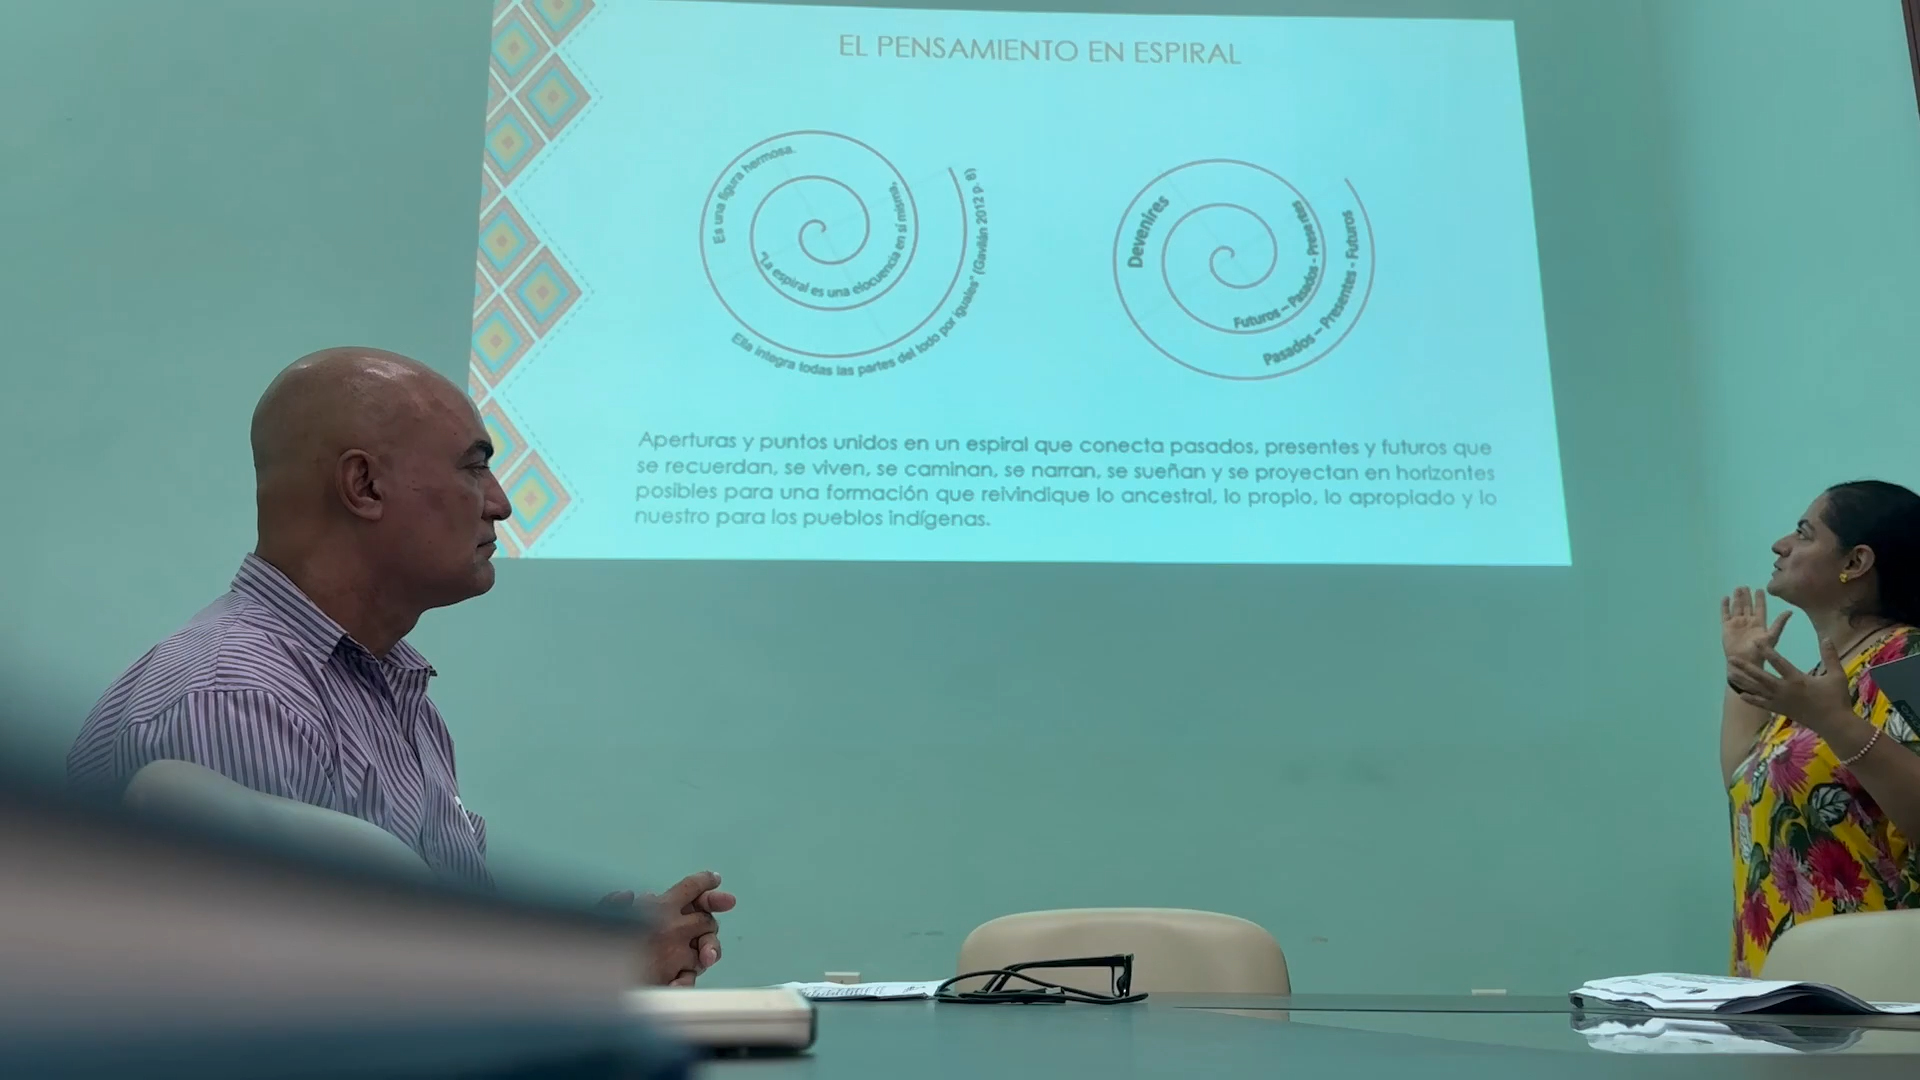 EL PENSAMIENTO EN ESPIRAL
"La espiral es una elocuencia en sí misma,
Es una figura hermosa.
Ella integra todas las partes del todo por iguales" (Gavilán 2012 p. 8)
Futuros – Pasados - Presentes
Devenires
Pasados – Presentes - Futuros
Aperturas y puntos unidos en un espiral que conecta pasados, presentes y futuros que
se recuerdan, se viven, se caminan, se narran, se sueñan y se proyectan en horizontes
posibles para una formación que reivindique lo ancestral, lo propio, lo apropiado y lo
nuestro para los pueblos indígenas.